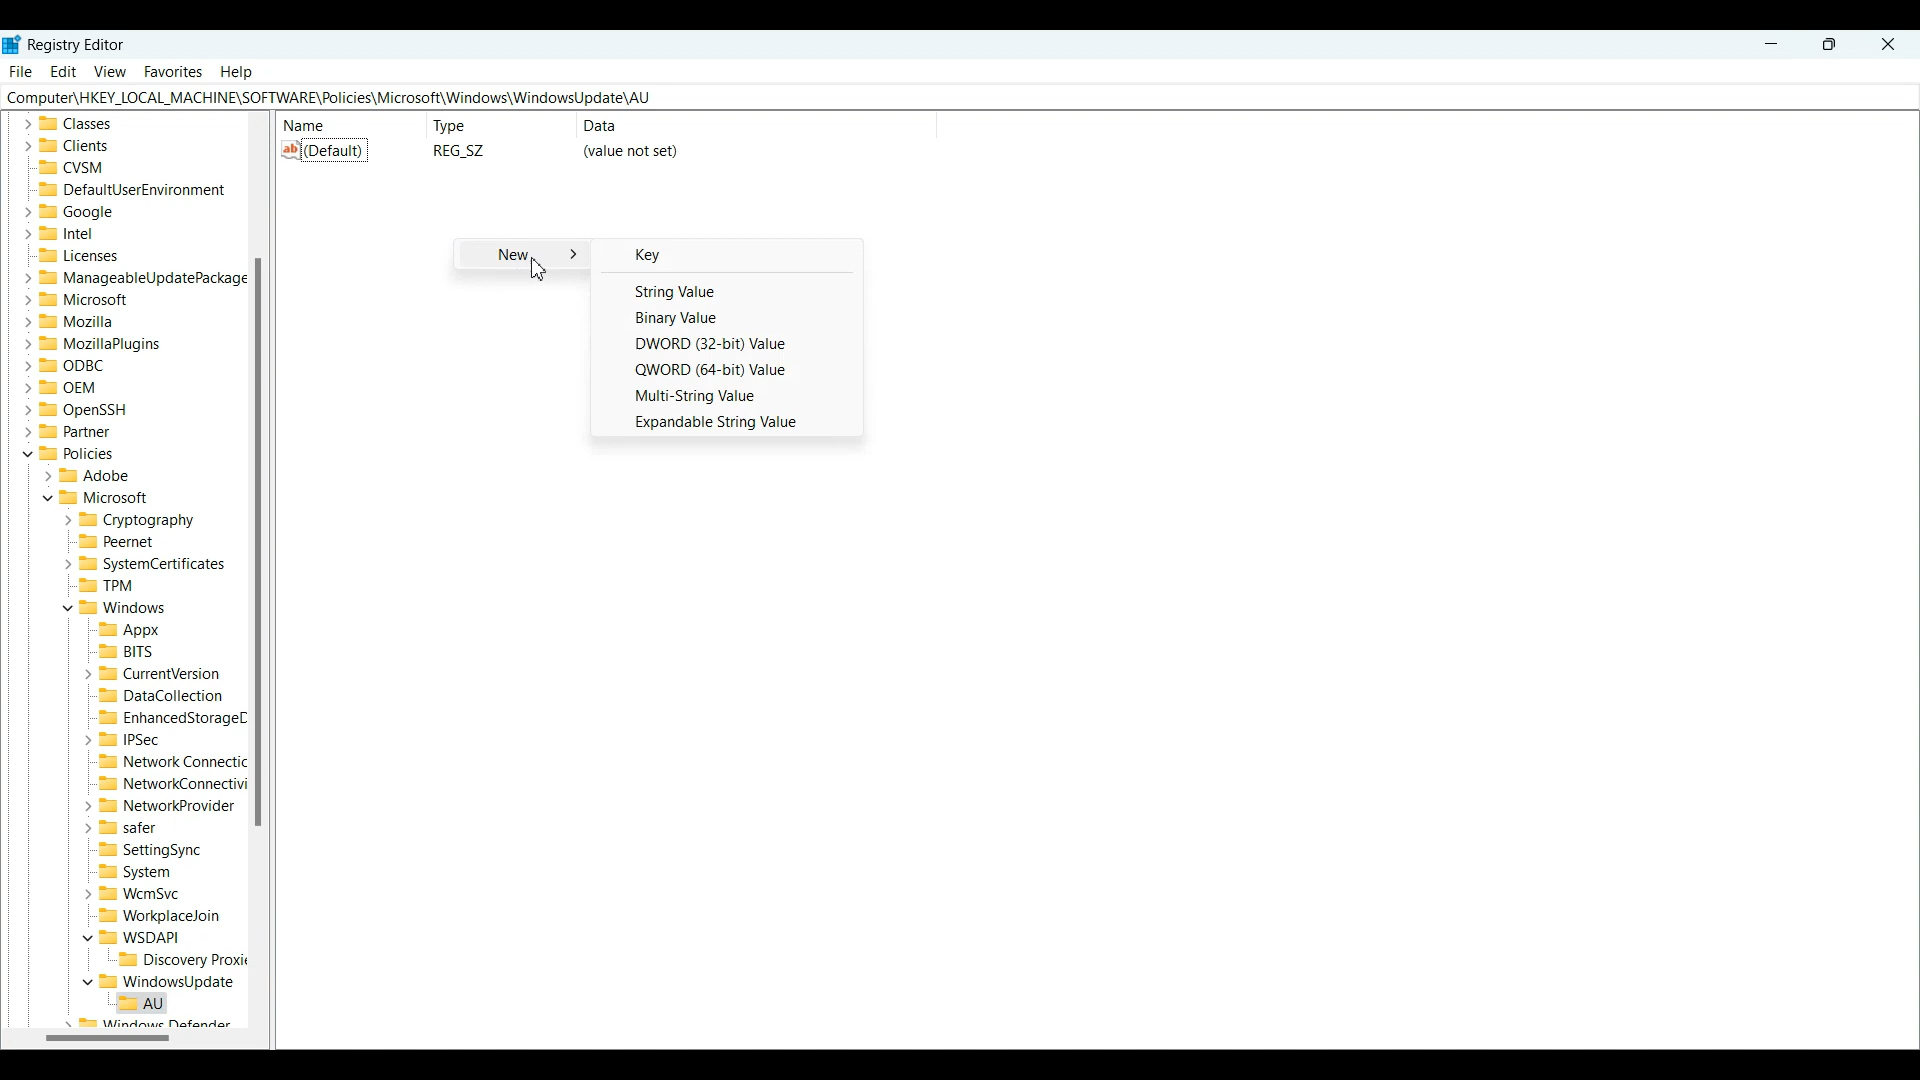 Registry Editor
File Edit View Favorites Help
Computer\HKEY_LOCAL_MACHINE\SOFTWARE\Policies\Microsoft\Windows\WindowsUpdate\AU
Classes
Clients
CVSM
DefaultUserEnvironment
Google
Intel
Licenses
ManageableUpdatePackage
Microsoft
Mozilla
MozillaPlugins
ODBC
OEM
OpenSSH
Partner
Policies
Adobe
Microsoft
Cryptography
Peernet
SystemCertificates
TPM
Windows
Appx
BITS
CurrentVersion
DataCollection
EnhancedStorageD
IPSec
Network Connectic
NetworkConnectivi
NetworkProvider
safer
SettingSync
System
WcmSvc
WorkplaceJoin
WSDAPI
Discovery Proxie
WindowsUpdate
AU
Windows Defender
Name Type Data
ab (Default) REG_SZ (value not set)
New
Key
String Value
Binary Value
DWORD (32-bit) Value
QWORD (64-bit) Value
Multi-String Value
Expandable String Value